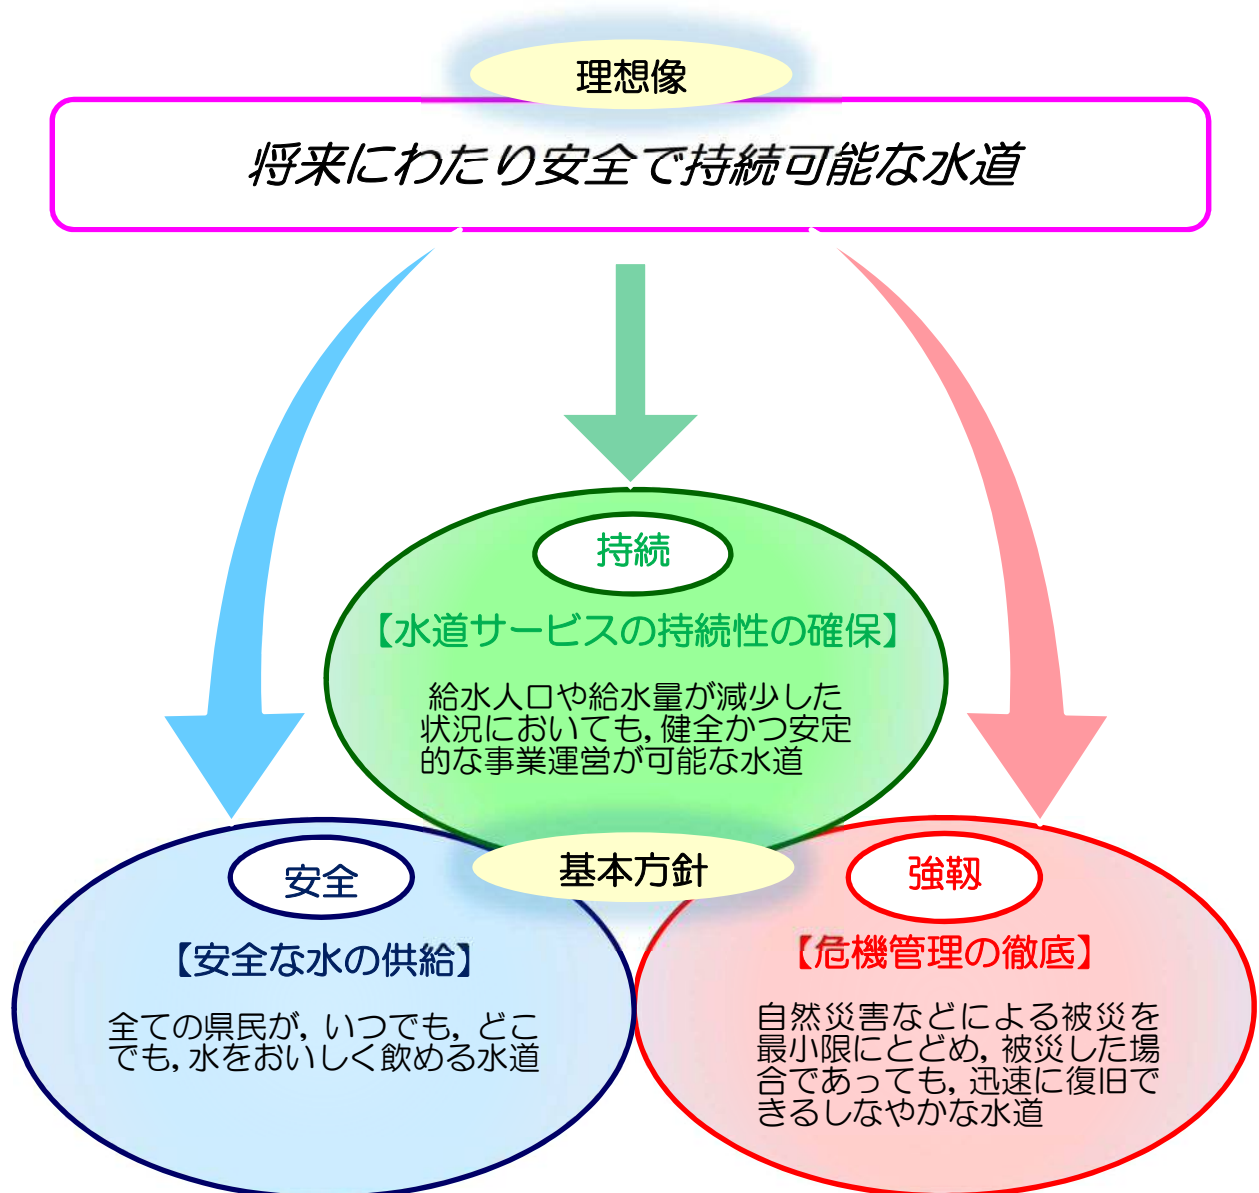 理想像
将来にわたり安全で持続可能な水道
持続
【水道サービスの持続性の確保】
給水人口や給水量が減少した
状況においても,健全かつ安定
的な事業運営が可能な水道
基本方針
安全
【安全な水の供給】
全ての県民が,いつでも,どこ
でも,水をおいしく飲める水道
強靱
【危機管理の徹底】
自然災害などによる被災を
最小限にとどめ,被災した場
合であっても,迅速に復旧で
きるしなやかな水道